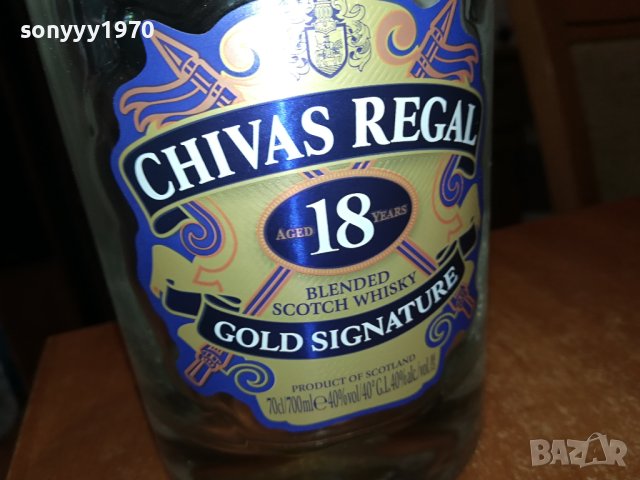 sonyyy1970
CHIVAS REGAL
AGED 18 YEARS
BLENDED
SCOTCH WHISKY
GOLD SIGNATURE
PRODUCT OF SCOTLAND
70cl/700ml℮40%vol/40°G.L.40%alc/vol.
BAZAR